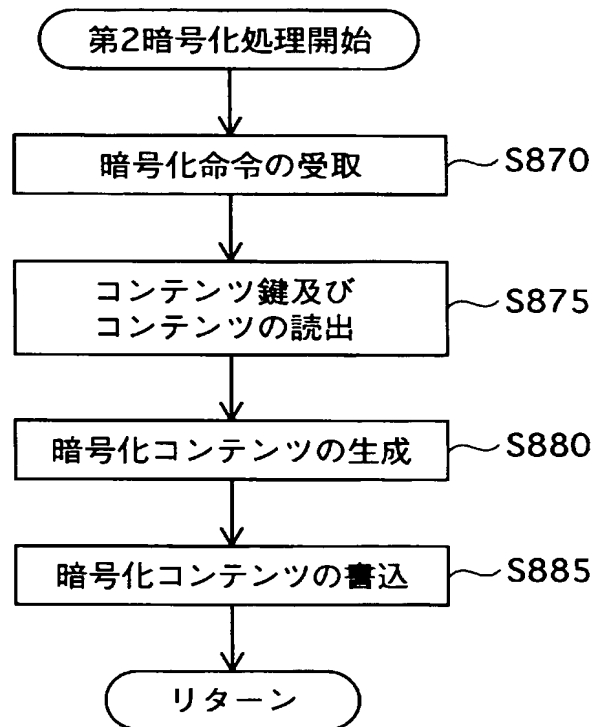 第2暗号化処理開始
暗号化命令の受取
S870
コンテンツ鍵及び
コンテンツの読出
S875
暗号化コンテンツの生成
S880
暗号化コンテンツの書込
S885
リターン